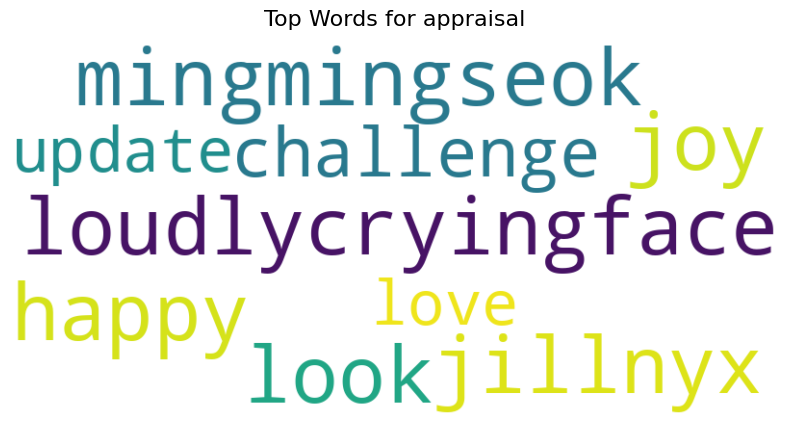 Top Words for appraisal
mingmingseok
update challenge joy
loudlycryingface
happy love
look jillnyx